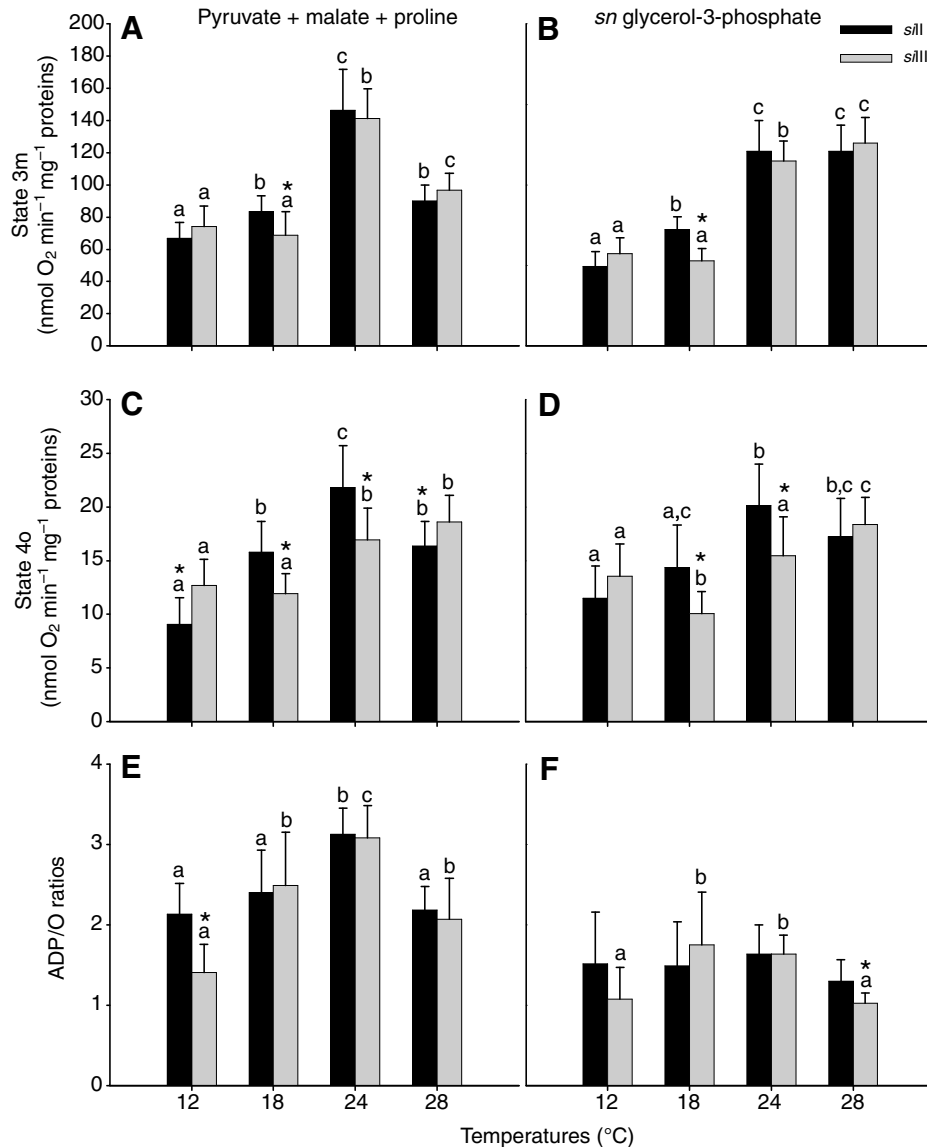 Pyruvate + malate + proline
sn glycerol-3-phosphate
siII
siIII
A
State 3m
(nmol O2 min–1 mg–1 proteins)
200
180
160
140
120
100
80
60
40
20
0
a
a
b
*
a
c
b
b
c
B
a
a
b
*
a
c
b
c
c
C
State 4o
(nmol O2 min–1 mg–1 proteins)
30
25
20
15
10
5
0
*
a
a
b
*
a
c
*
b
*
b
b
D
a
a
a,c
*
b
b
*
a
b,c
c
E
ADP/O ratios
4
3
2
1
0
a
*
a
a
b
b
c
a
b
F
a
b
b
*
a
12 18 24 28
12 18 24 28
Temperatures (°C)